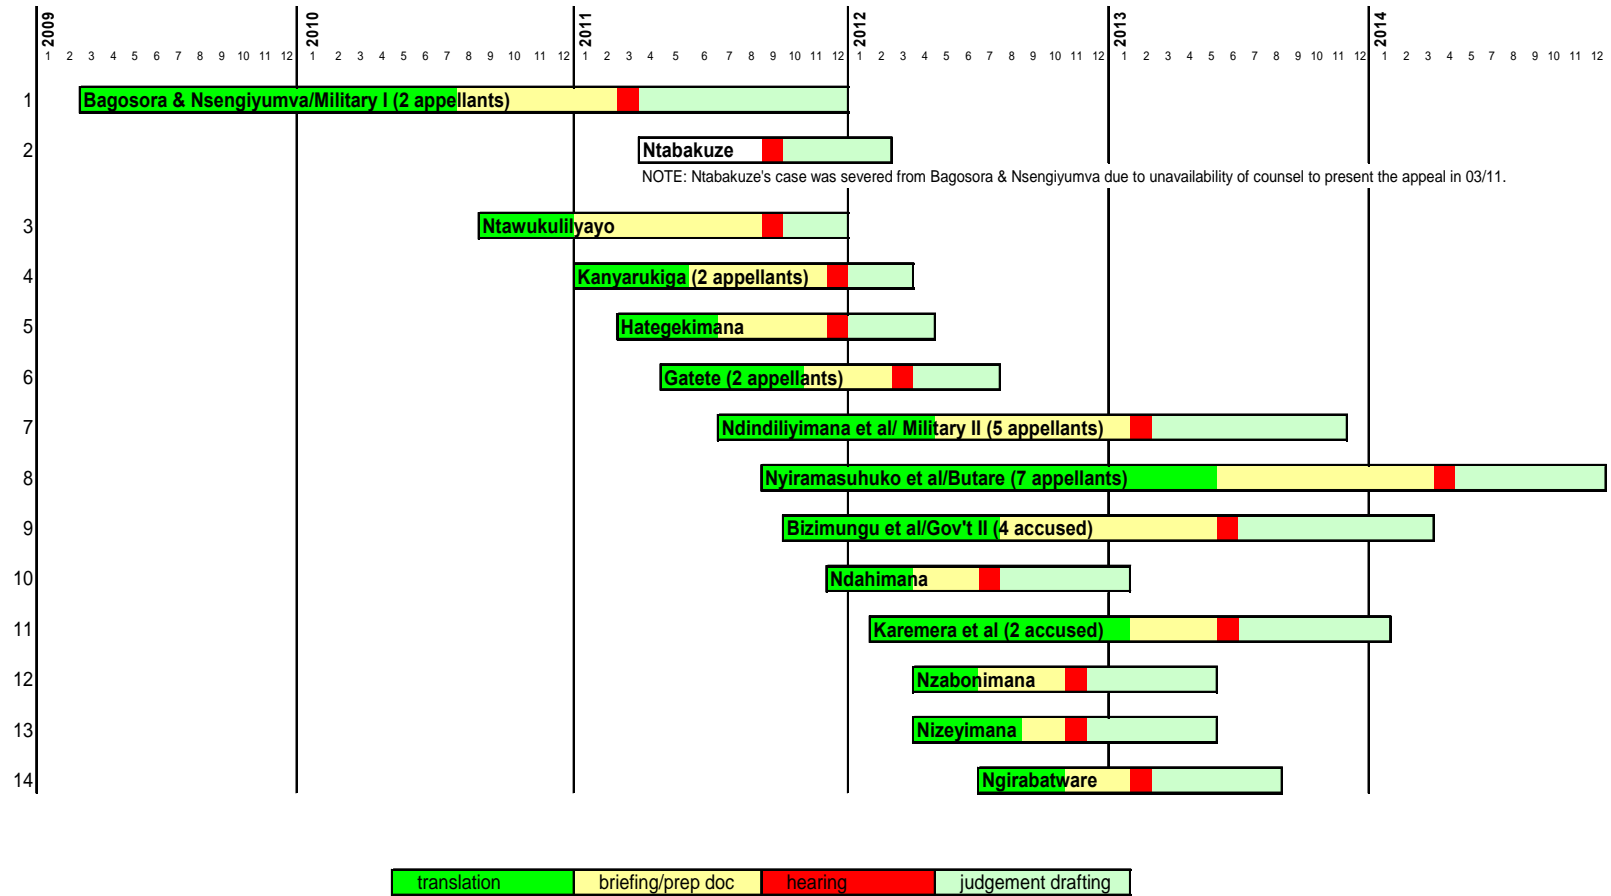 2009 2010 2011 2012 2013 2014
1 2 3 4 5 6 7 8 9 10 11 12 1 2 3 4 5 6 7 8 9 10 11 12 1 2 3 4 5 6 7 8 9 10 11 12 1 2 3 4 5 6 7 8 9 10 11 12 1 2 3 4 5 6 7 8 9 10 11 12 1 2 3 4 5 7 8 9 10 11 12
1 Bagosora & Nsengiyumva/Military I (2 appellants)
2 Ntabakuze
NOTE: Ntabakuze's case was severed from Bagosora & Nsengiyumva due to unavailability of counsel to present the appeal in 03/11.
3 Ntawukulilyayo
4 Kanyarukiga (2 appellants)
5 Hategekimana
6 Gatete (2 appellants)
7 Ndindiliyimana et al/ Military II (5 appellants)
8 Nyiramasuhuko et al/Butare (7 appellants)
9 Bizimungu et al/Gov't II (4 accused)
10 Ndahimana
11 Karemera et al (2 accused)
12 Nzabonimana
13 Nizeyimana
14 Ngirabatware
translation briefing/prep doc hearing judgement drafting